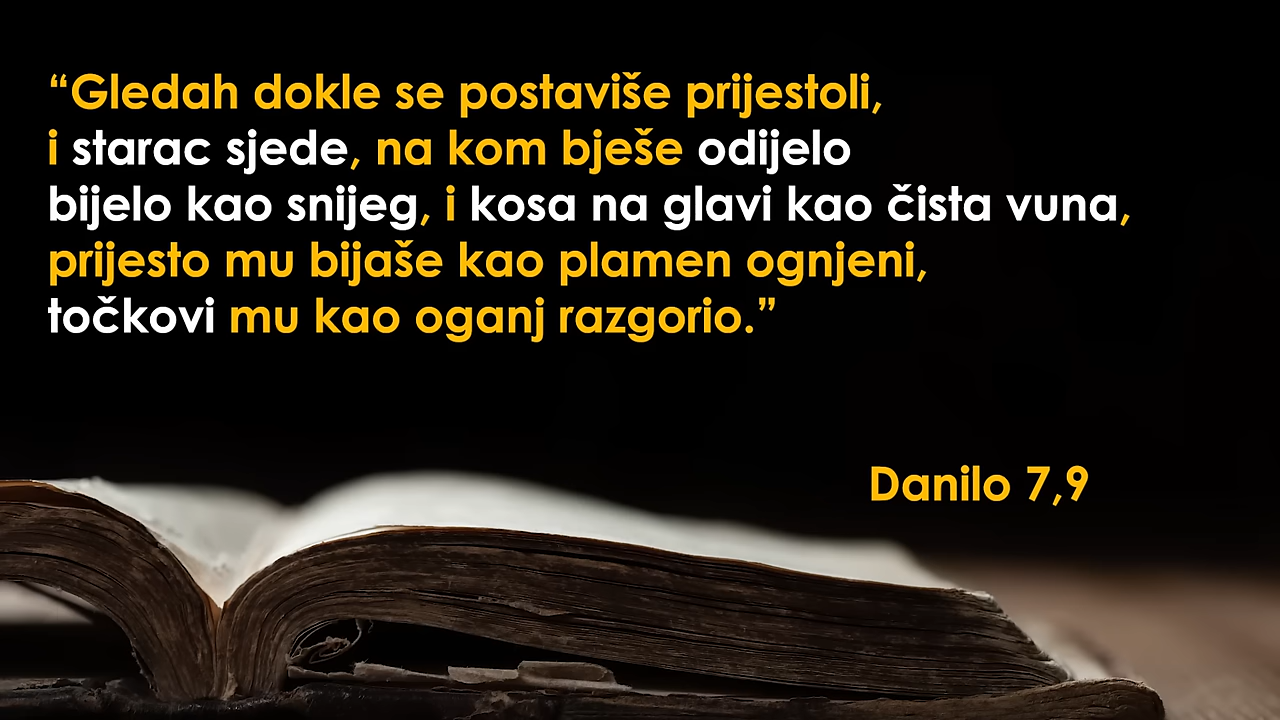 “Gledah dokle se postaviše prijestoli,
i starac sjede, na kom bješe odijelo
bijelo kao snijeg, i kosa na glavi kao čista vuna,
prijesto mu bijaše kao plamen ognjeni,
točkovi mu kao oganj razgorio.”
Danilo 7,9